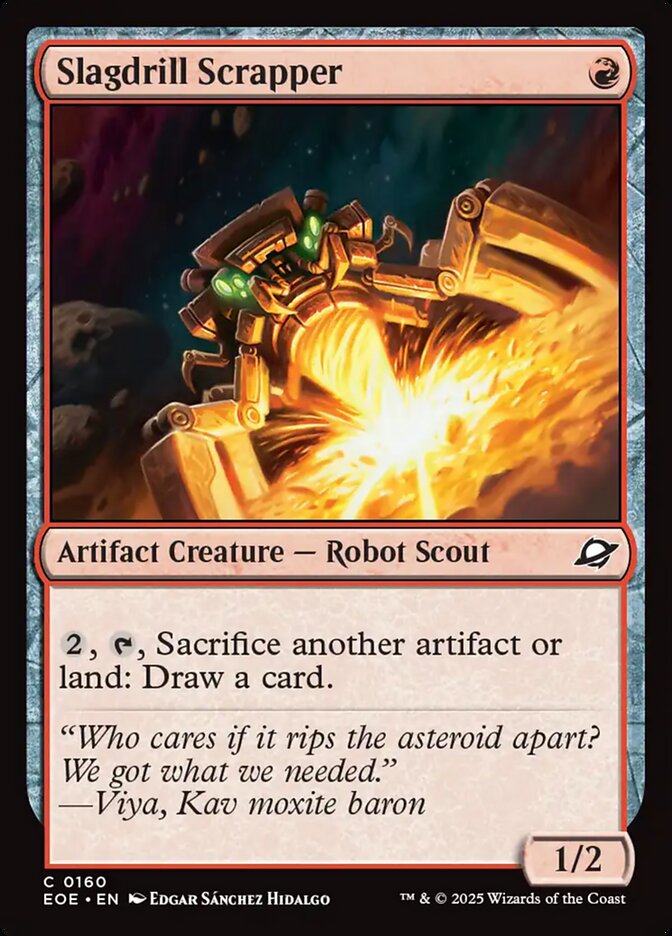 Slagdrill Scrapper
Artifact Creature — Robot Scout
2, , Sacrifice another artifact or
land: Draw a card.
“Who cares if it rips the asteroid apart?
We got what we needed.”
—Viya, Kav moxite baron
1/2
C 0160
EOE • EN Edgar Sánchez Hidalgo
™ & © 2025 Wizards of the Coast